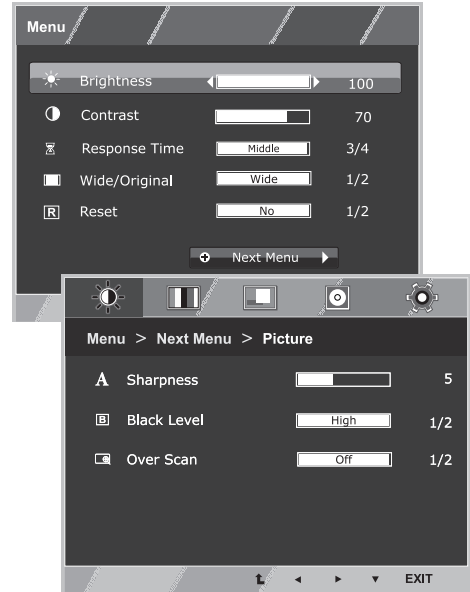 Menu
Brightness 100
Contrast 70
Response Time Middle 3/4
Wide/Original Wide 1/2
R Reset No 1/2
Next Menu
Menu > Next Menu > Picture
A Sharpness 5
B Black Level High 1/2
Over Scan Off 1/2
EXIT